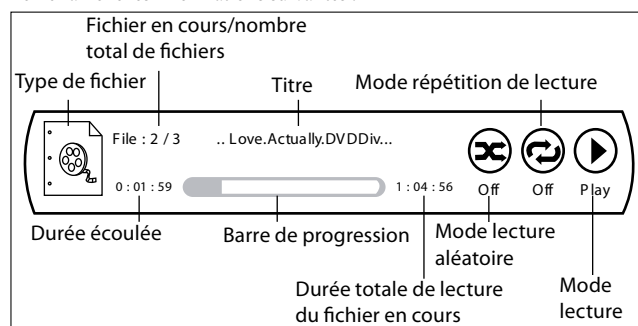 Fichier en cours/nombre
total de fichiers
Type de fichier
Titre
Mode répétition de lecture
File : 2 / 3
.. Love.Actually.DVDDiv...
0 : 01 : 59
1 : 04 : 56
Off
Off
Play
Durée écoulée
Barre de progression
Mode lecture
aléatoire
Durée totale de lecture
du fichier en cours
Mode
lecture